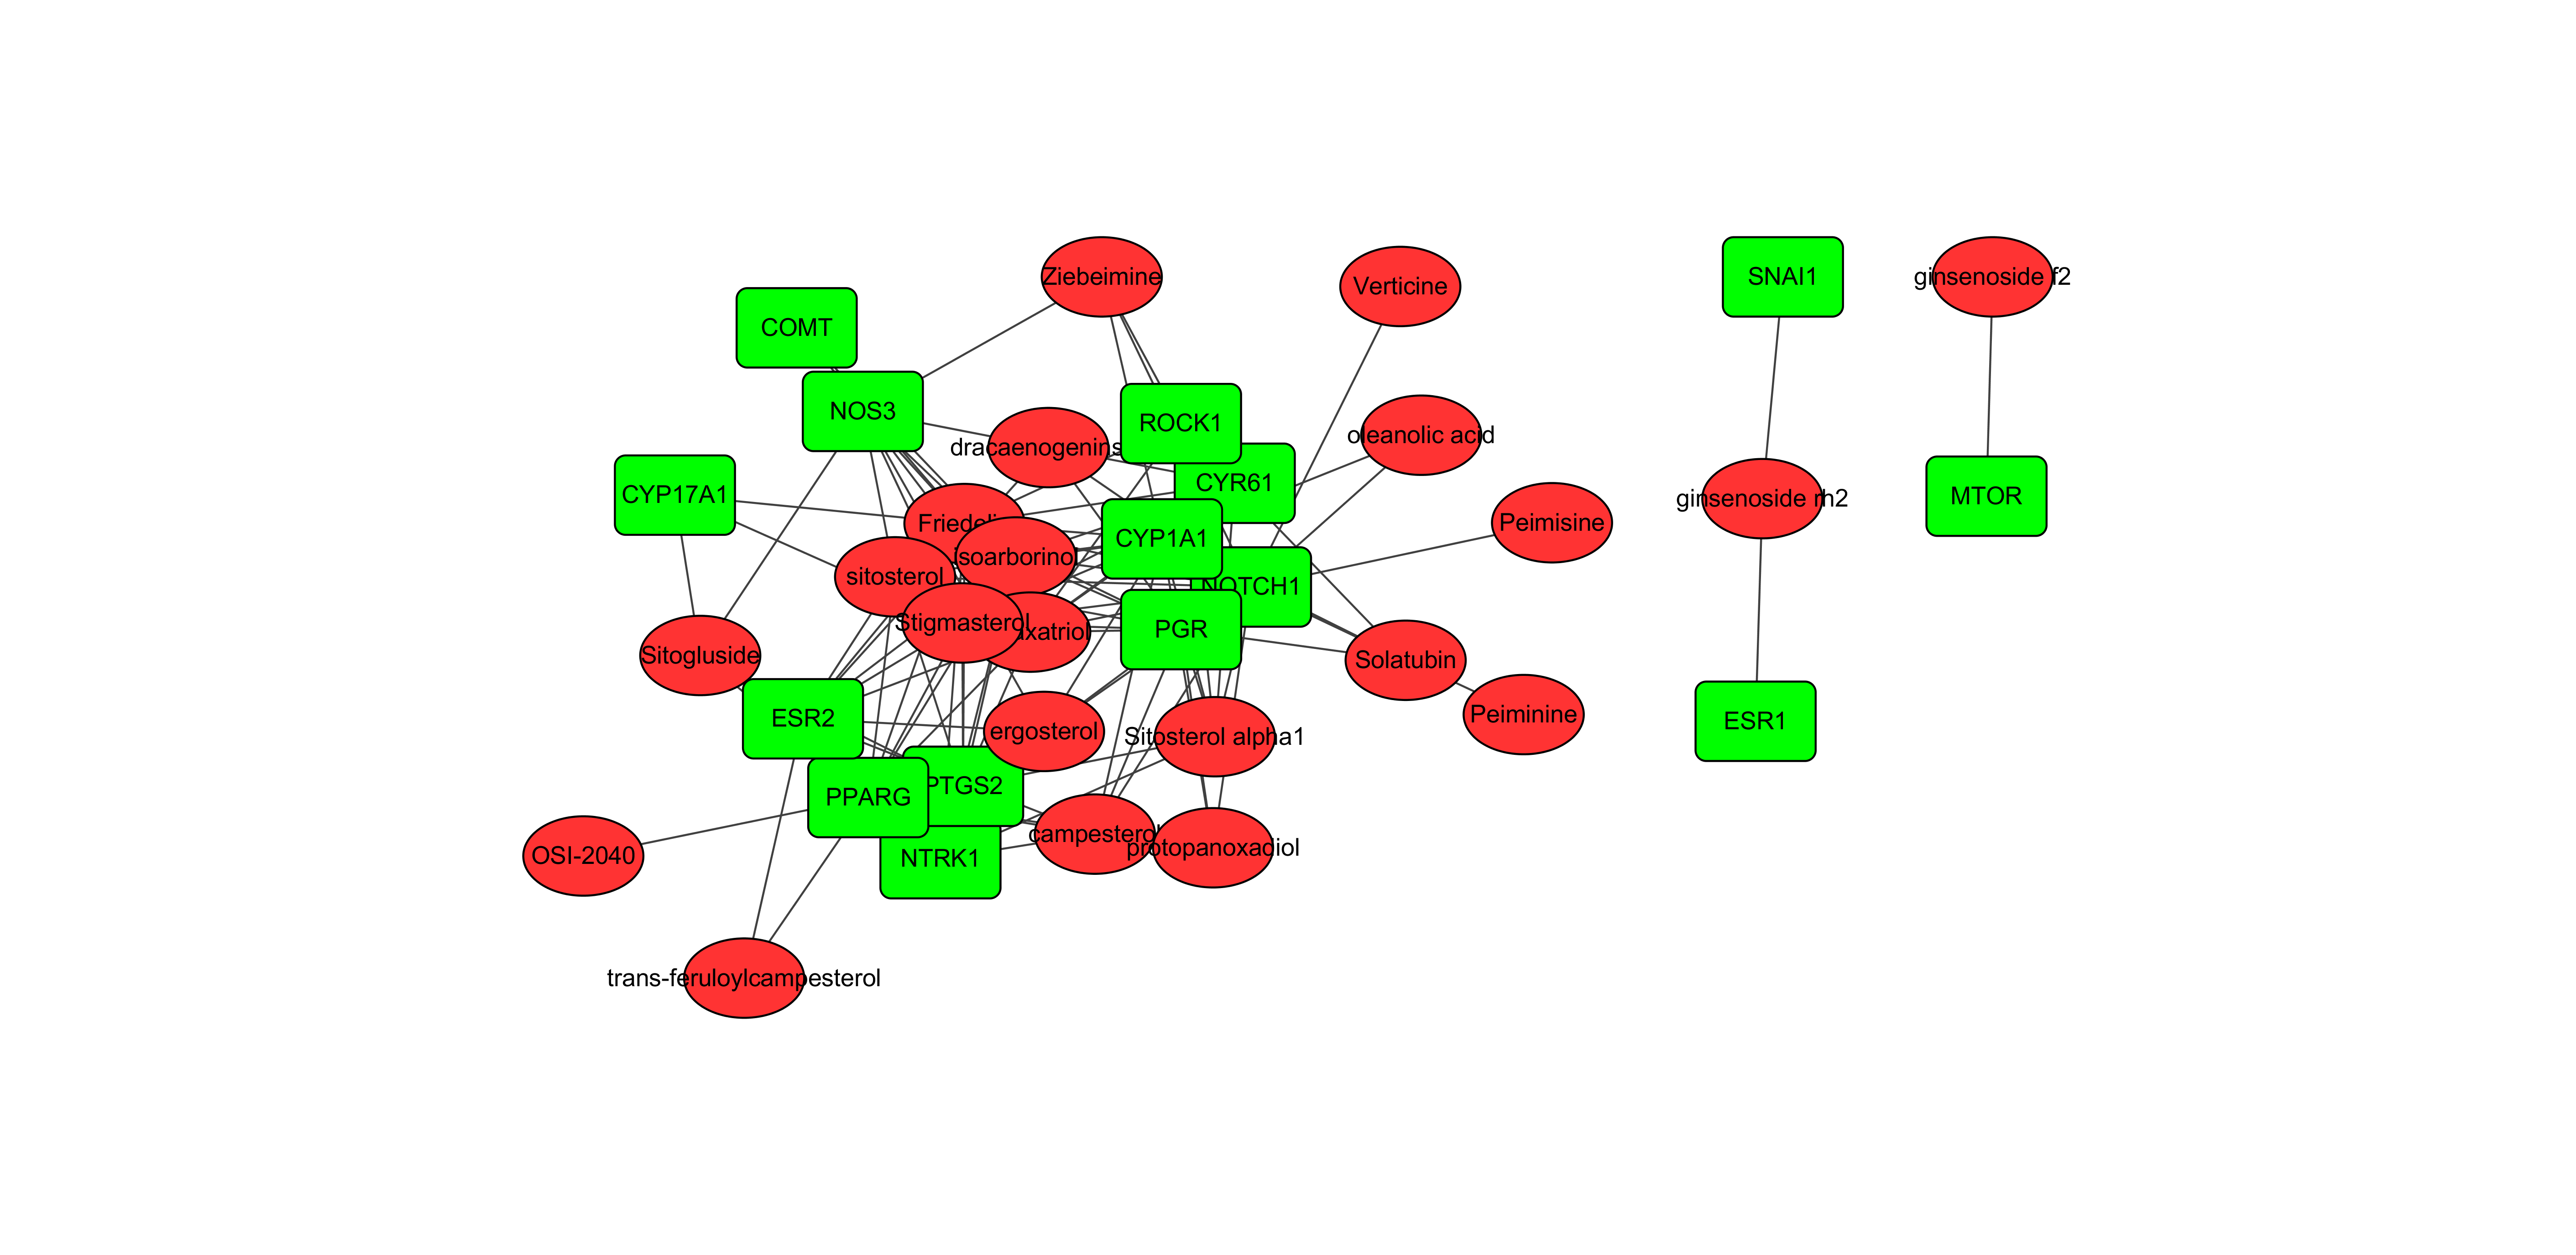 Ziebeimine
SNAI1
ginsenoside f2
Verticine
COMT
NOS3
ROCK1
oleanolic acid
dracaenogenins
CYR61
CYP17A1
MTOR
ginsenoside rh2
Friedelin
Peimisine
CYP1A1
isoarborinol
sitosterol
NOTCH1
Stigmasterol
PGR
Sitogluside
Solatubin
Peiminine
ESR2
ESR1
ergosterol
Sitosterol alpha1
PTGS2
PPARG
campesterol
protopanoxadiol
OSI-2040
NTRK1
trans-feruloylcampesterol